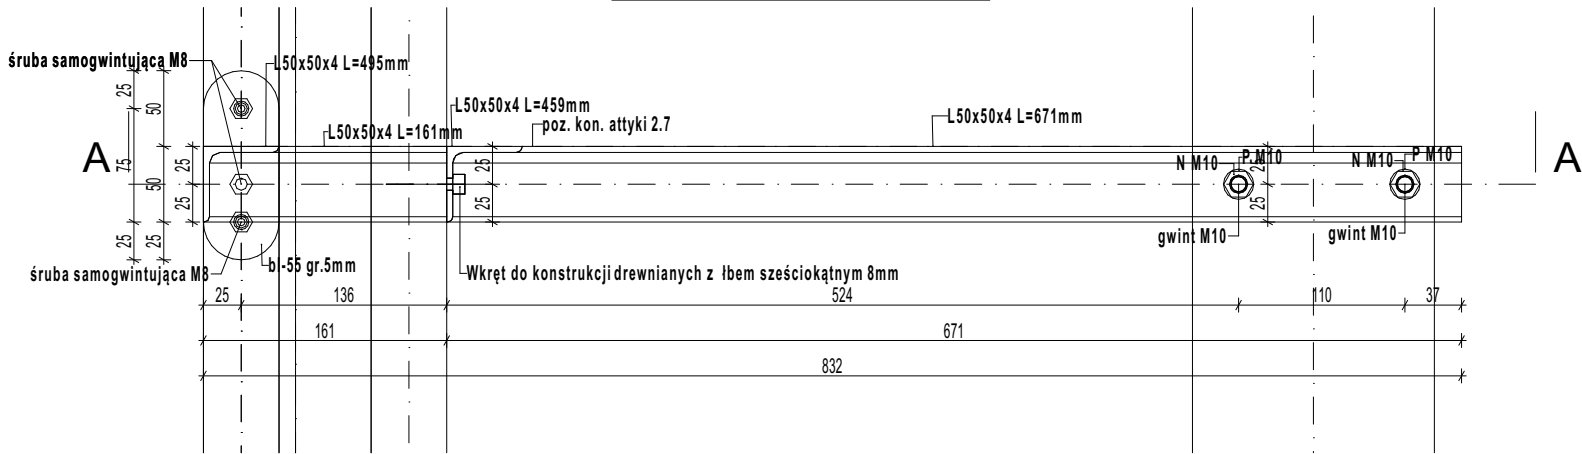 śruba samogwintująca M8
L50x50x4 L=495mm
L50x50x4 L=459mm
L50x50x4 L=161mm
poz. kon. attyki 2.7
L50x50x4 L=671mm
A
A
N M10
P M10
N M10
P M10
25
50
75
50
25
25
25
25
25
25
25
25
25
gwint M10
gwint M10
śruba samogwintująca M8
bl-55 gr.5mm
Wkręt do konstrukcji drewnianych z łbem sześciokątnym 8mm
25
136
524
110
37
161
671
832